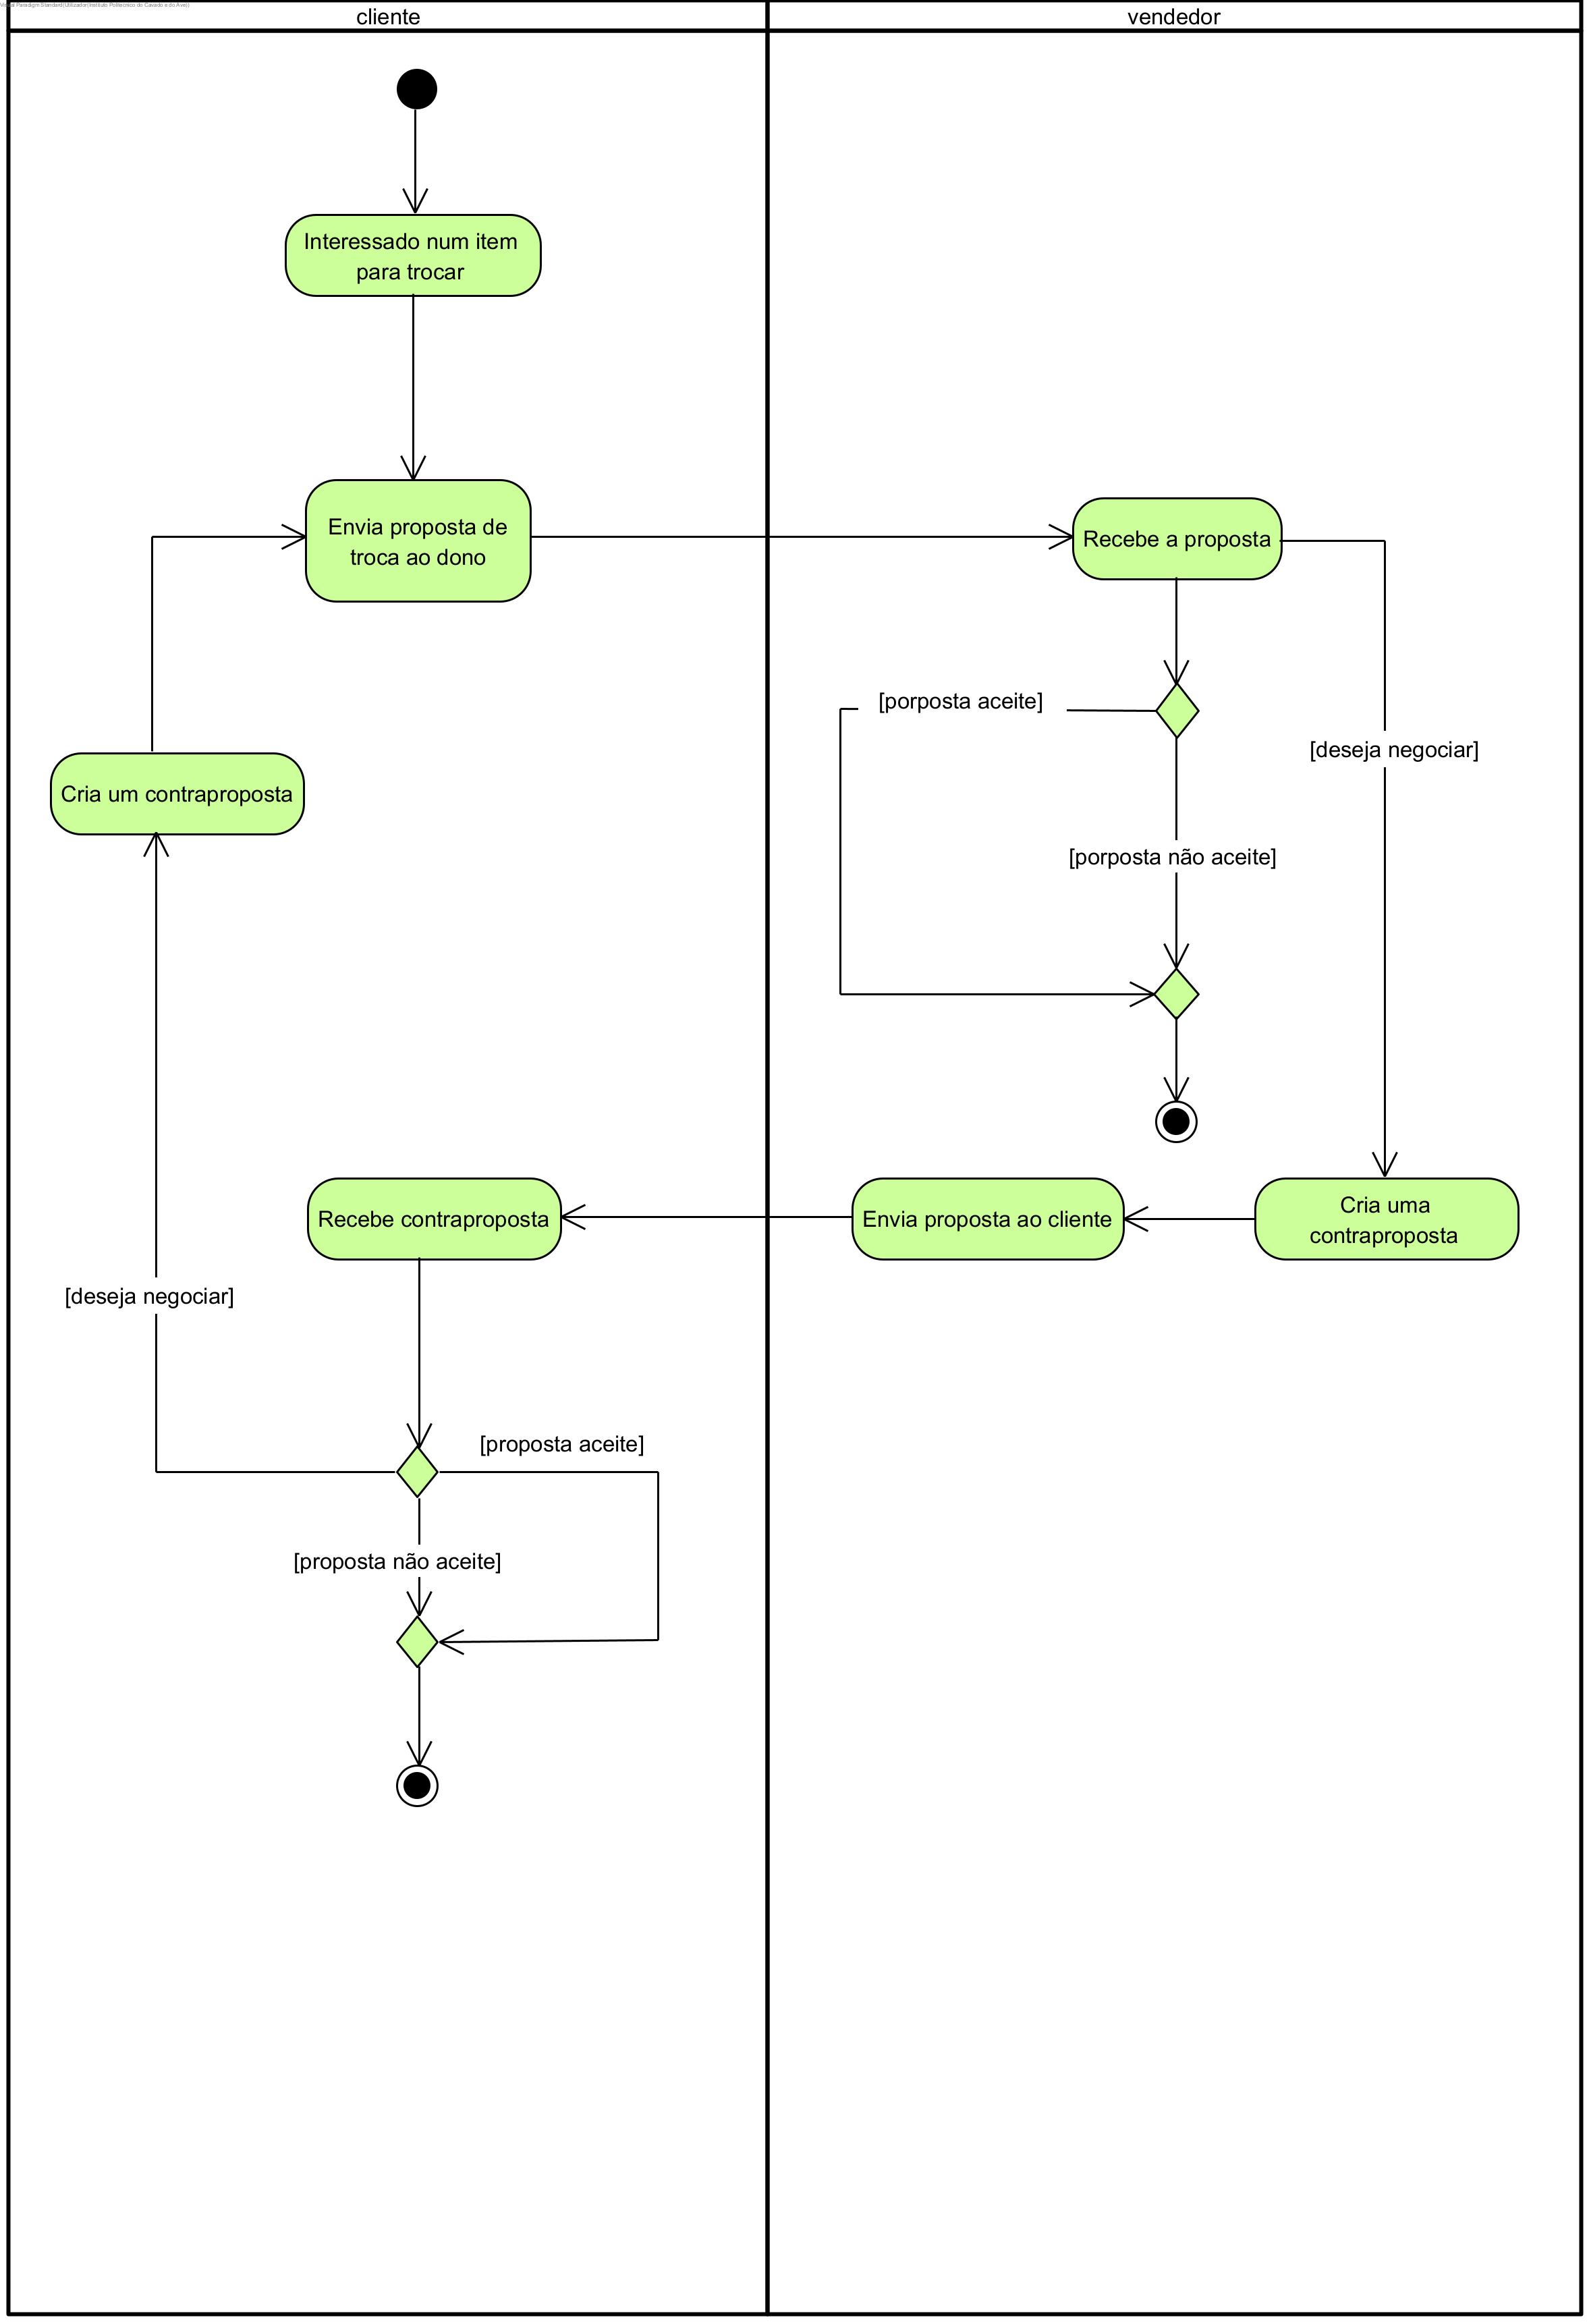 Visual Paradigm Standard(Utilizador(Instituto Politecnico do Cavado e do Ave))
cliente
vendedor
Interessado num item
para trocar
Envia proposta de
troca ao dono
Recebe a proposta
[porposta aceite]
[deseja negociar]
Cria um contraproposta
[porposta não aceite]
Recebe contraproposta
Envia proposta ao cliente
Cria uma
contraproposta
[deseja negociar]
[proposta aceite]
[proposta não aceite]